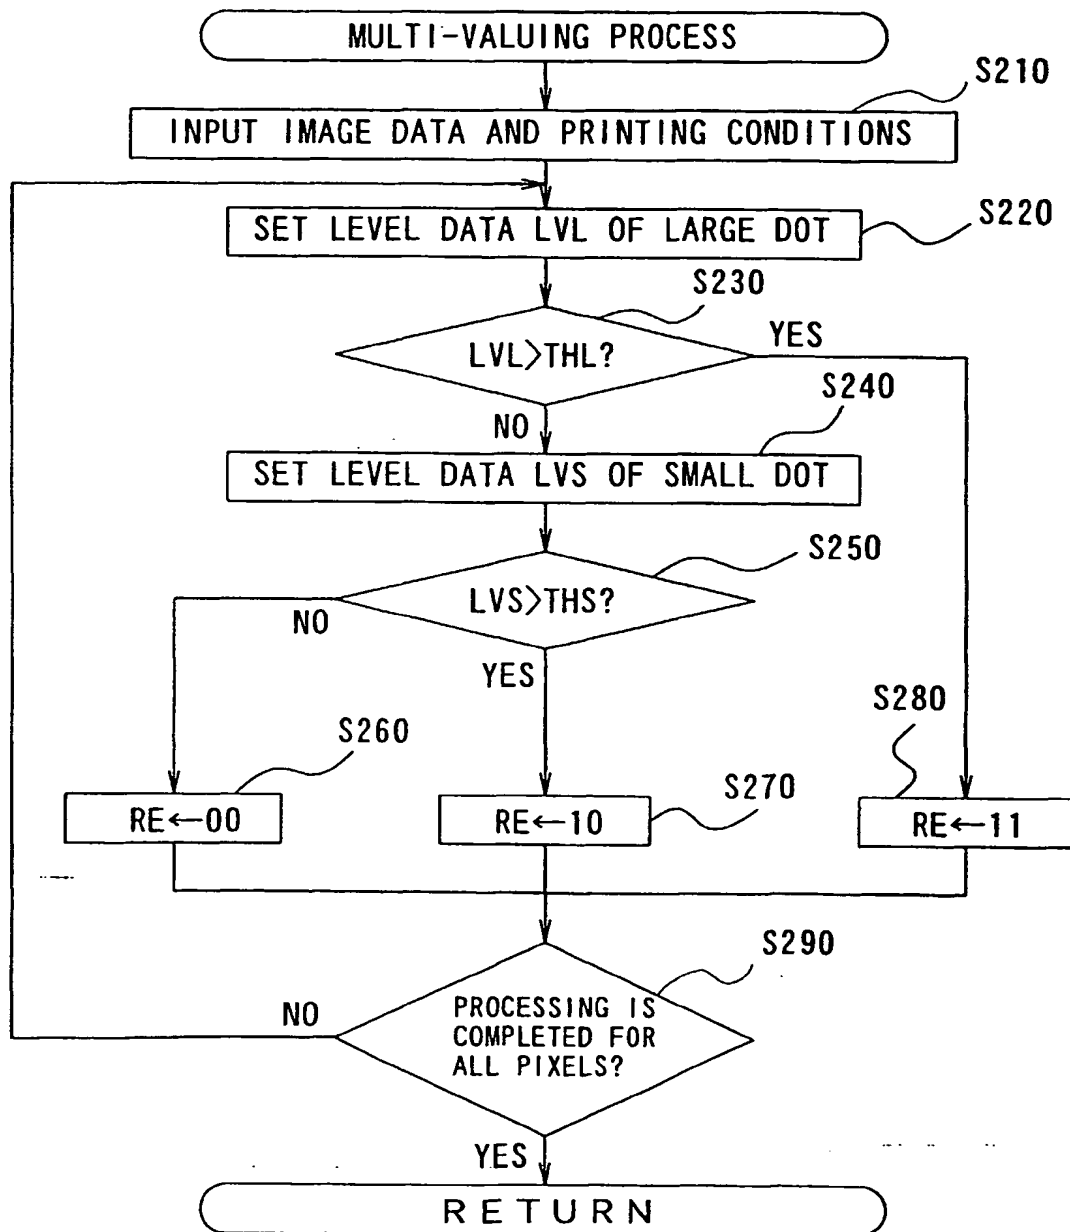 MULTI-VALUING PROCESS
S210
INPUT IMAGE DATA AND PRINTING CONDITIONS
SET LEVEL DATA LVL OF LARGE DOT
S220
S230
LVL>THL?
YES
NO
S240
SET LEVEL DATA LVS OF SMALL DOT
S250
LVS>THS?
NO
YES
S260
RE←00
S270
RE←10
S280
RE←11
S290
PROCESSING IS
COMPLETED FOR
ALL PIXELS?
NO
YES
RETURN